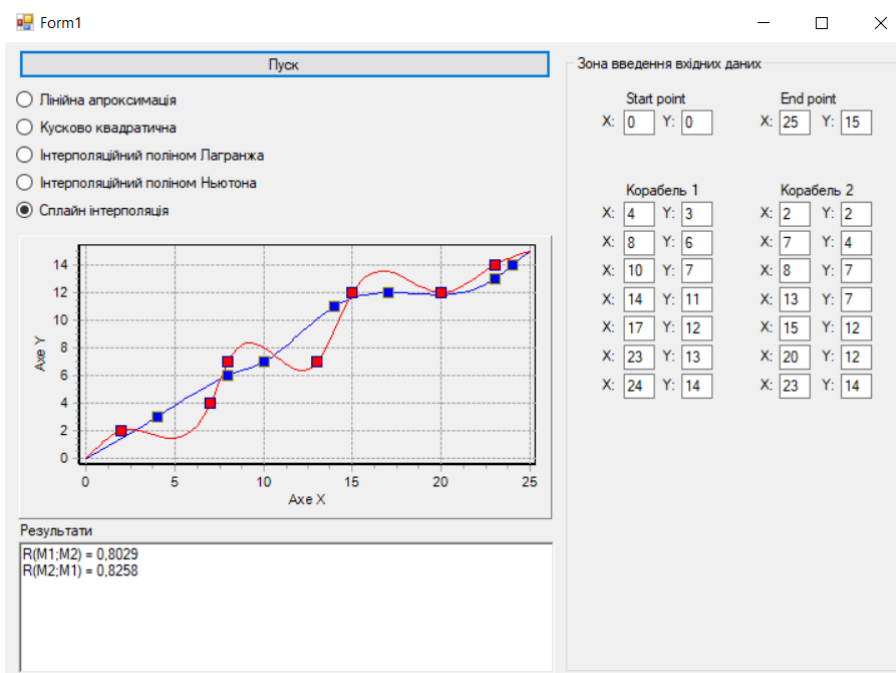 Form1
Пуск
Лінійна апроксимація
Кусково квадратична
Інтерполяційний поліном Лагранжа
Інтерполяційний поліном Ньютона
Сплайн інтерполяція
14
12
10
8
6
4
2
0
Axe Y
0 5 10 15 20 25
Axe X
Результати
R(M1;M2) = 0,8029
R(M2;M1) = 0,8258
Зона введення вхідних даних
Start point End point
X: 0 Y: 0 X: 25 Y: 15
Корабель 1 Корабель 2
X: 4 Y: 3 X: 2 Y: 2
X: 8 Y: 6 X: 7 Y: 4
X: 10 Y: 7 X: 8 Y: 7
X: 14 Y: 11 X: 13 Y: 7
X: 17 Y: 12 X: 15 Y: 12
X: 23 Y: 13 X: 20 Y: 12
X: 24 Y: 14 X: 23 Y: 14